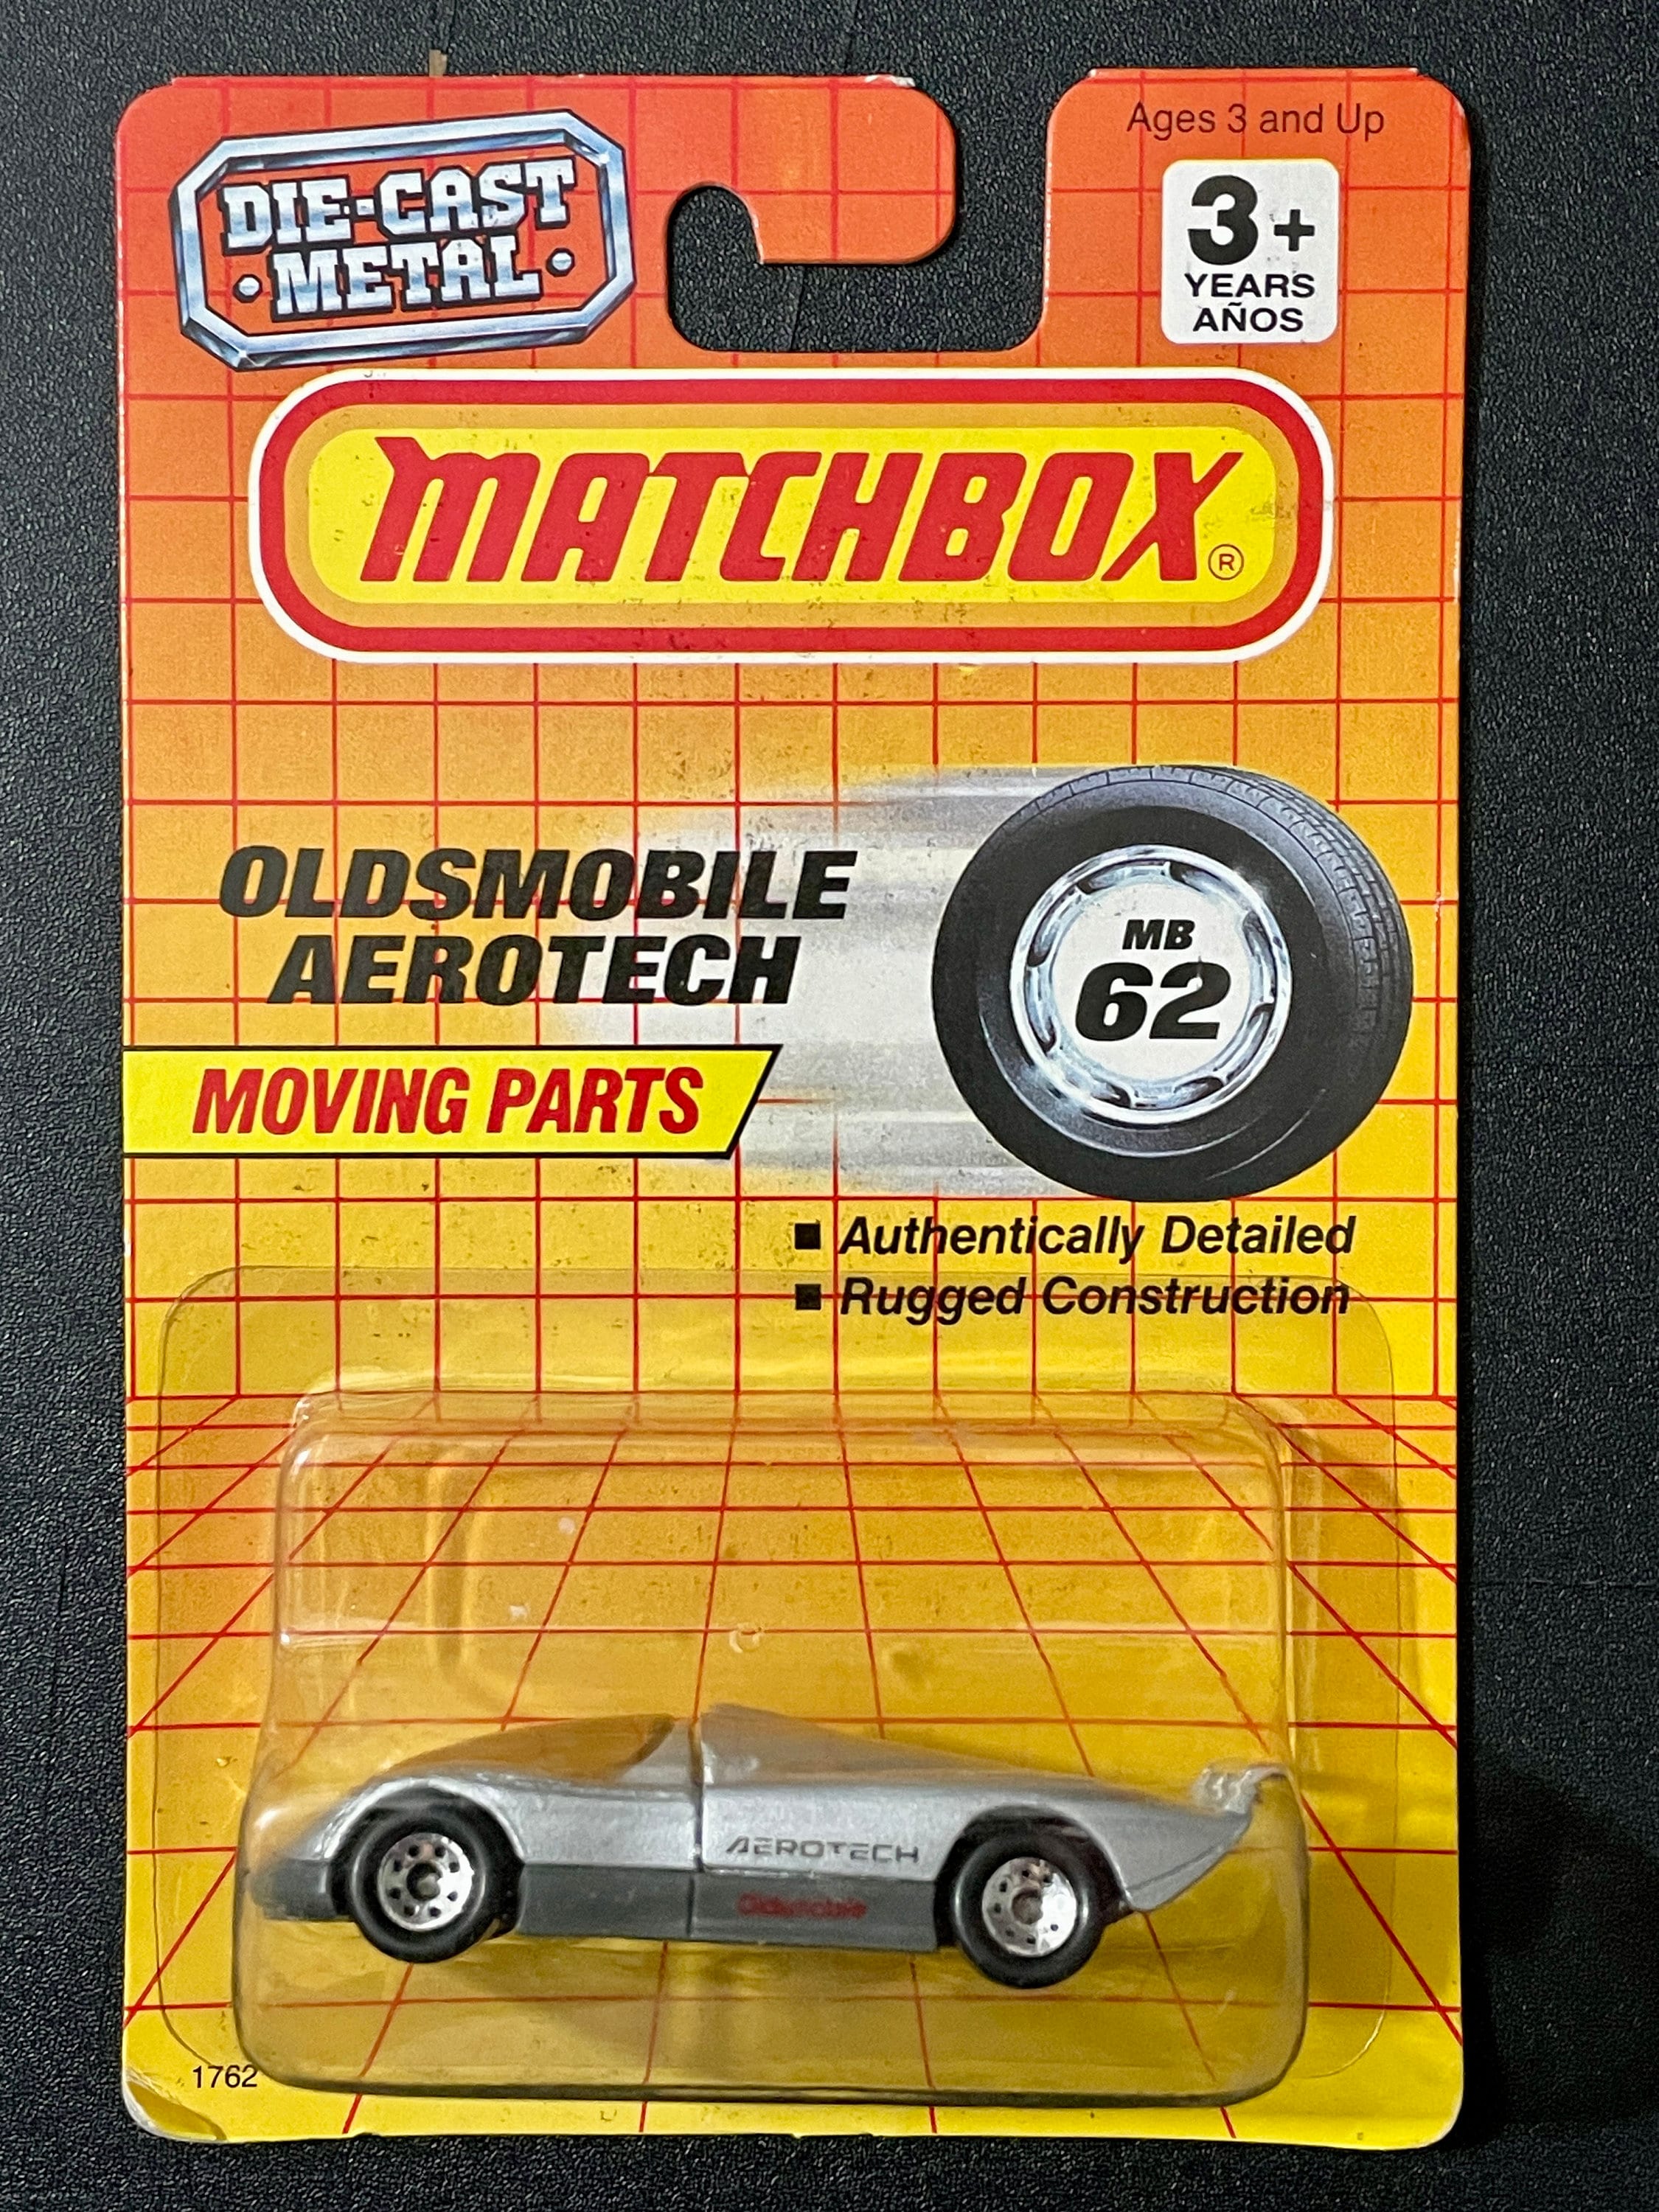 Ages 3 and Up
DIE-CAST
• METAL •
3+
YEARS
AÑOS
MATCHBOX®
OLDSMOBILE
AEROTECH
MB
62
MOVING PARTS
■ Authentically Detailed
■ Rugged Construction
AEROTECH
Oldsmobile
1762